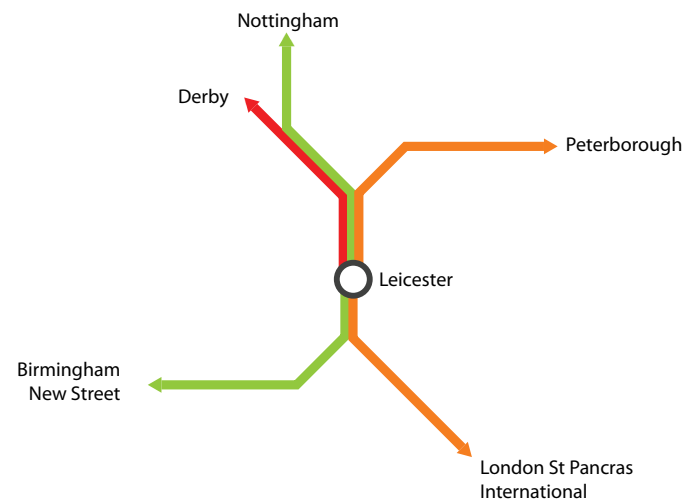 Nottingham
Derby
Peterborough
Leicester
Birmingham
New Street
London St Pancras
International